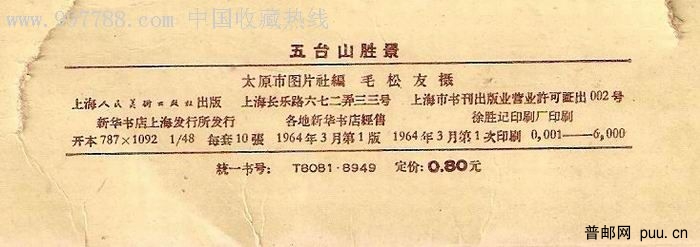 www.997788.com 中国收藏热线
五台山胜景
太原市图片社編 毛松友摄
上海人民美術出版社出版 上海长乐路六七二弄三三号 上海市书刊出版业营业許可証出002号
新华书店上海发行所发行 各地新华书店經售 徐胜记印刷厂印刷
开本787×1092 1/48 每套10張 1964年3月第1版 1964年3月第1次印刷 0,001——6,000
統一书号: T8081·8949 定价: 0.80元
普邮网 puu.cn